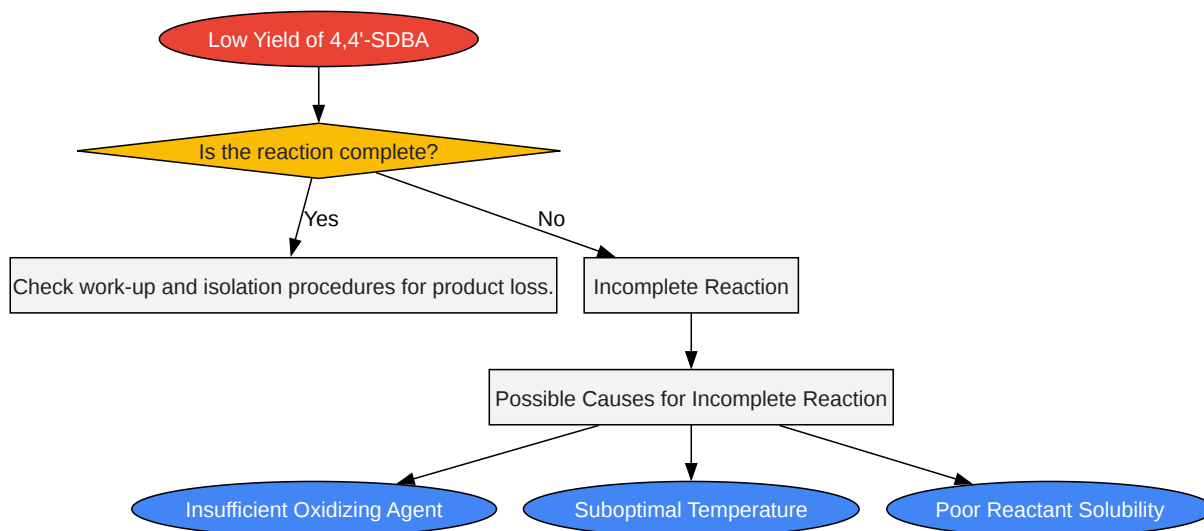 Low Yield of 4,4'-SDBA
Is the reaction complete?
Yes
No
Check work-up and isolation procedures for product loss.
Incomplete Reaction
Possible Causes for Incomplete Reaction
Insufficient Oxidizing Agent
Suboptimal Temperature
Poor Reactant Solubility